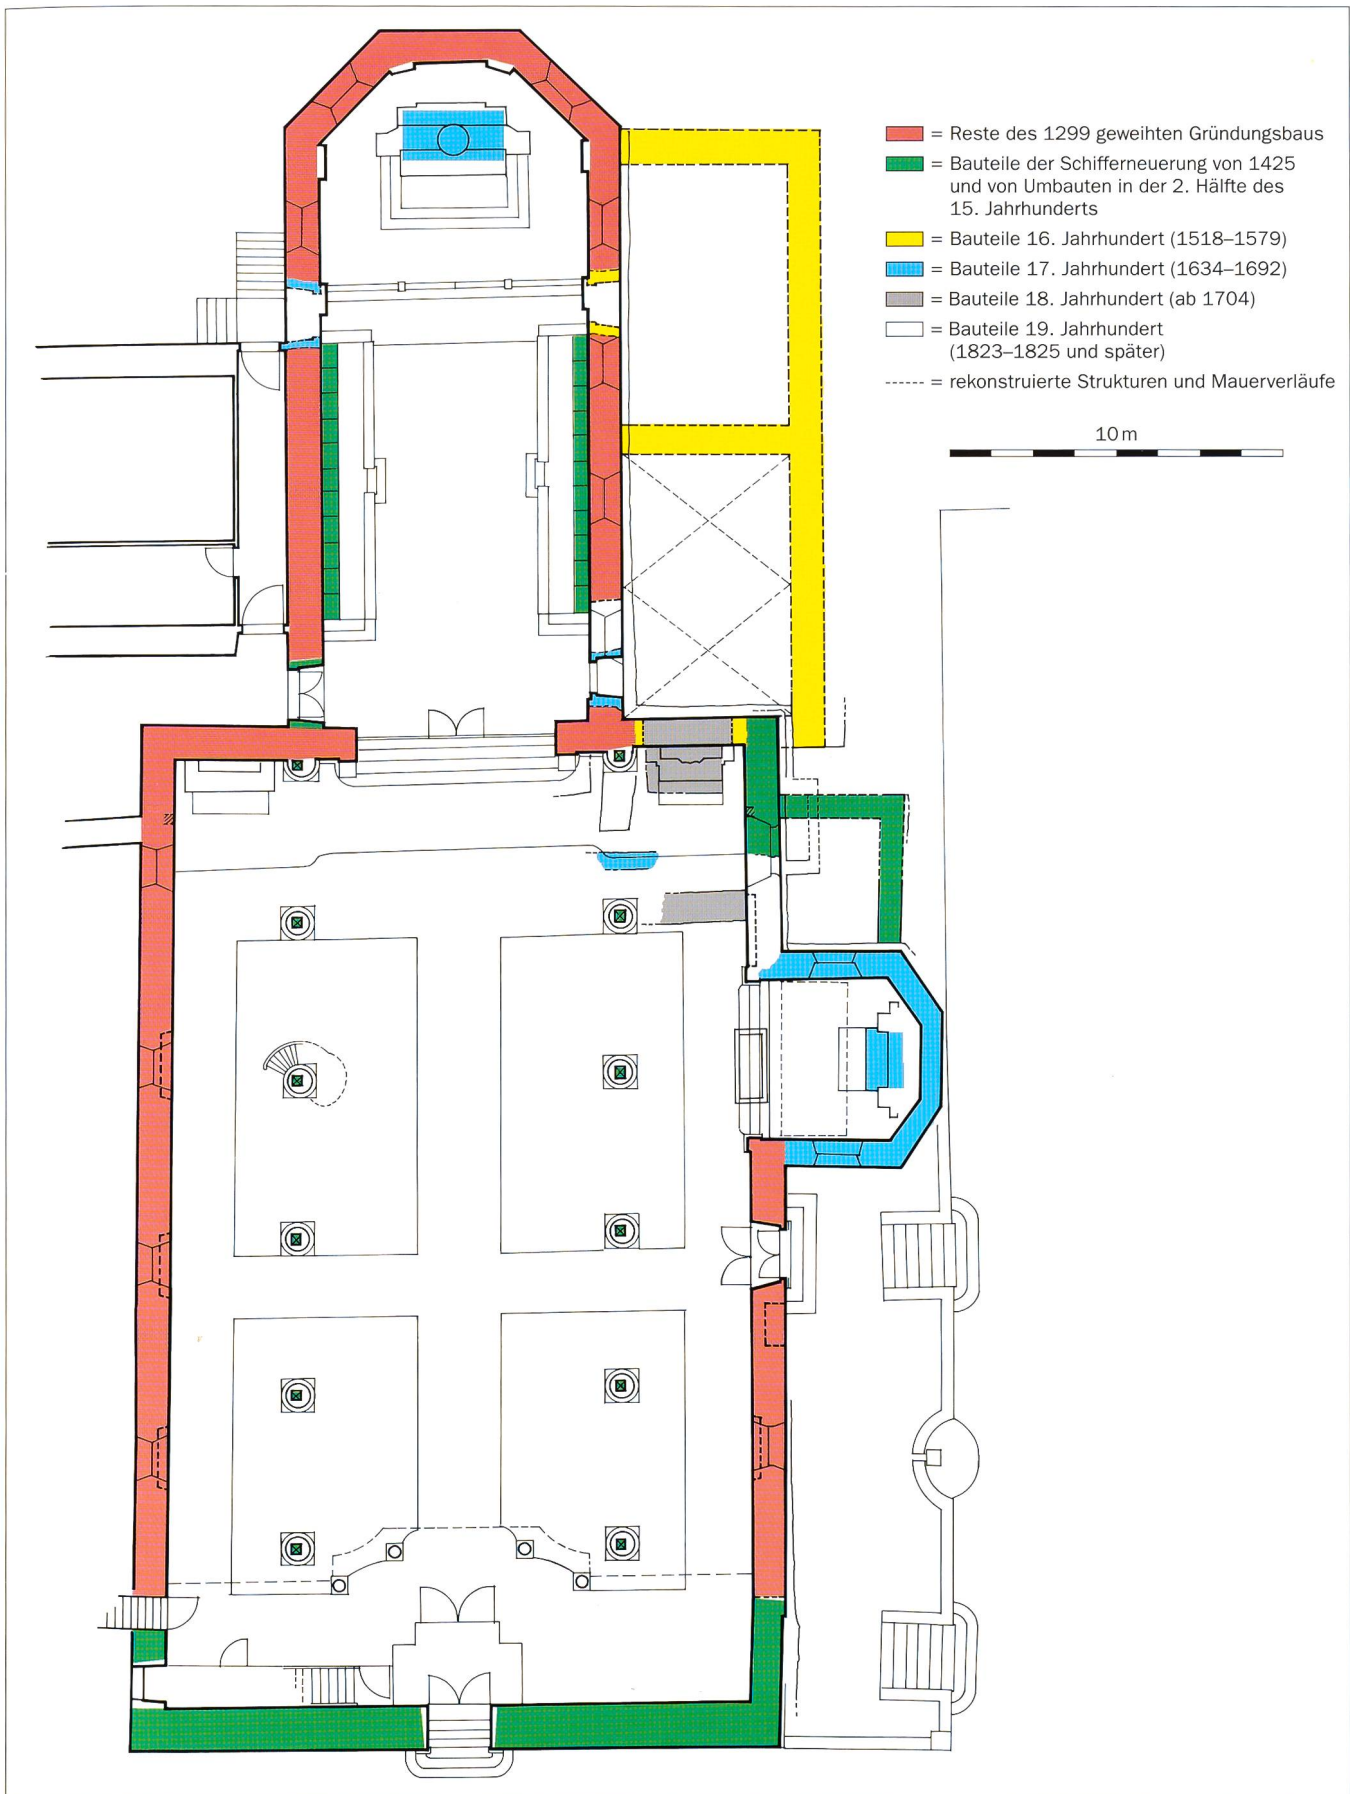 = Reste des 1299 geweihten Gründungsbaus
= Bauteile der Schifferneuerung von 1425
und von Umbauten in der 2. Hälfte des
15. Jahrhunderts
= Bauteile 16. Jahrhundert (1518–1579)
= Bauteile 17. Jahrhundert (1634–1692)
= Bauteile 18. Jahrhundert (ab 1704)
= Bauteile 19. Jahrhundert
(1823–1825 und später)
= rekonstruierte Strukturen und Mauerverläufe
10 m